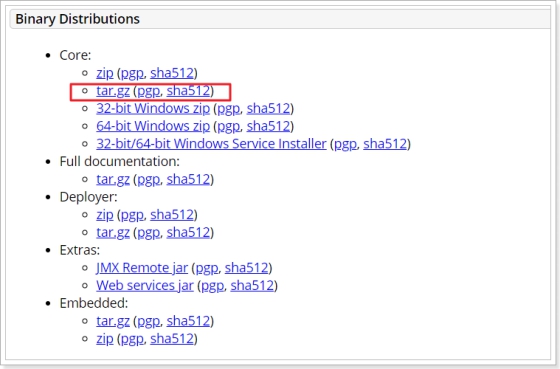 Binary Distributions
Core:
zip (pgp, sha512)
tar.gz (pgp, sha512)
32-bit Windows zip (pgp, sha512)
64-bit Windows zip (pgp, sha512)
32-bit/64-bit Windows Service Installer (pgp, sha512)
Full documentation:
tar.gz (pgp, sha512)
Deployer:
zip (pgp, sha512)
tar.gz (pgp, sha512)
Extras:
JMX Remote jar (pgp, sha512)
Web services jar (pgp, sha512)
Embedded:
tar.gz (pgp, sha512)
zip (pgp, sha512)